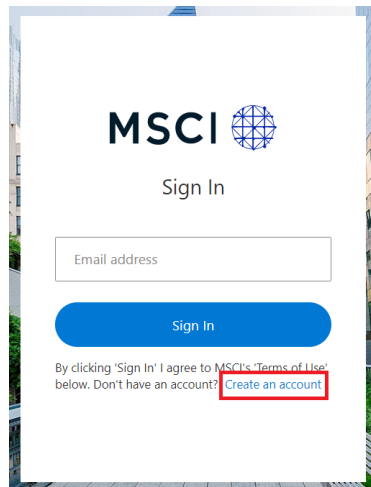 MSCI
Sign In
Email address
Sign In
By clicking 'Sign In' I agree to MSCI's 'Terms of Use'
below. Don't have an account? Create an account